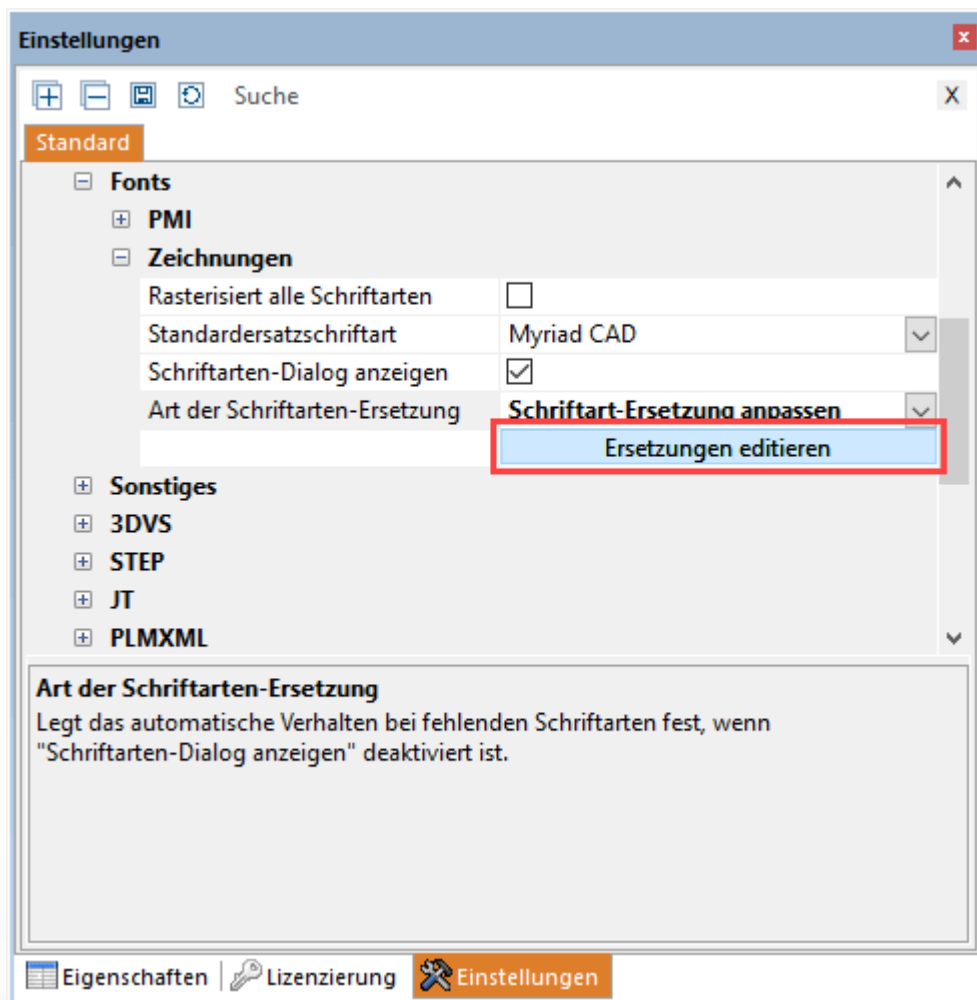 Einstellungen
Suche
X
Standard
Fonts
PMI
Zeichnungen
Rasterisiert alle Schriftarten
Standardersatzschriftart Myriad CAD
Schriftarten-Dialog anzeigen
Art der Schriftarten-Ersetzung Schriftart-Ersetzung anpassen
Ersetzungen editieren
Sonstiges
3DVS
STEP
JT
PLMXML
Art der Schriftarten-Ersetzung
Legt das automatische Verhalten bei fehlenden Schriftarten fest, wenn
"Schriftarten-Dialog anzeigen" deaktiviert ist.
Eigenschaften Lizenzierung Einstellungen